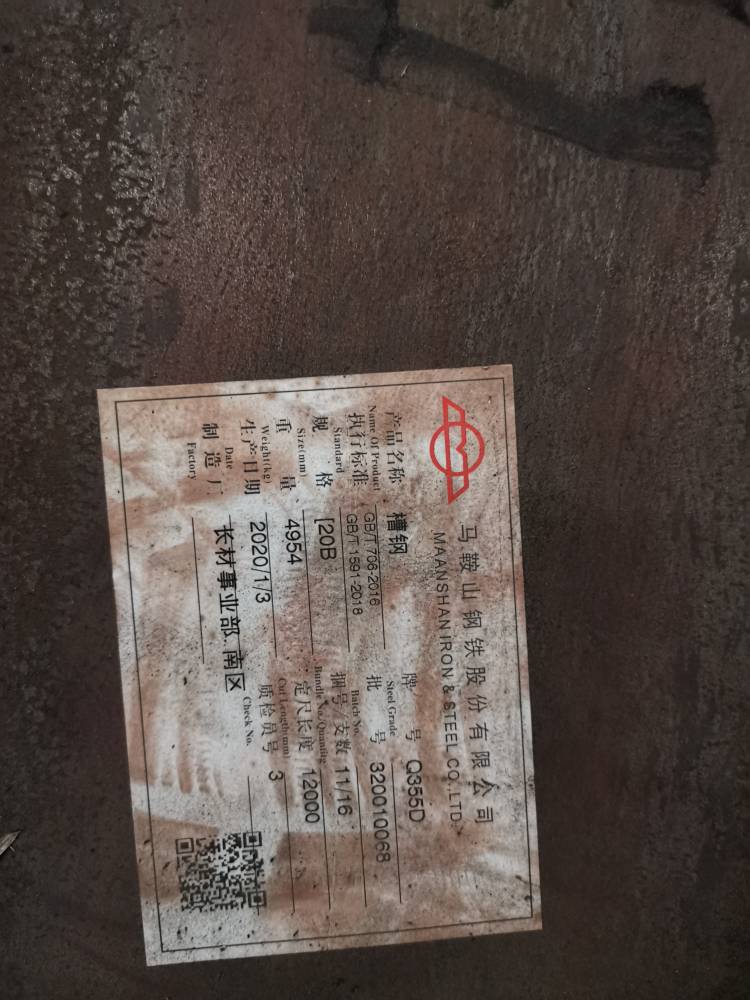 马鞍山钢铁股份有限公司
MAANSHAN IRON & STEEL CO.,LTD
产品名称 槽钢 牌号 Q355D
Name Of Product Steel Grade
执行标准 GB/T 706-2016 GB/T 1591-2018 批号 320010068
Standard Batch No.
规格 [20B 捆号/支数 11/16
Size(mm) Bundle No./Quantity
重量 4954 定尺长度 12000
Weight(kg) Cut Length(mm)
生产日期 2020/1/3 质检员号 3
Date Check No.
制造厂 长材事业部.南区
Factory